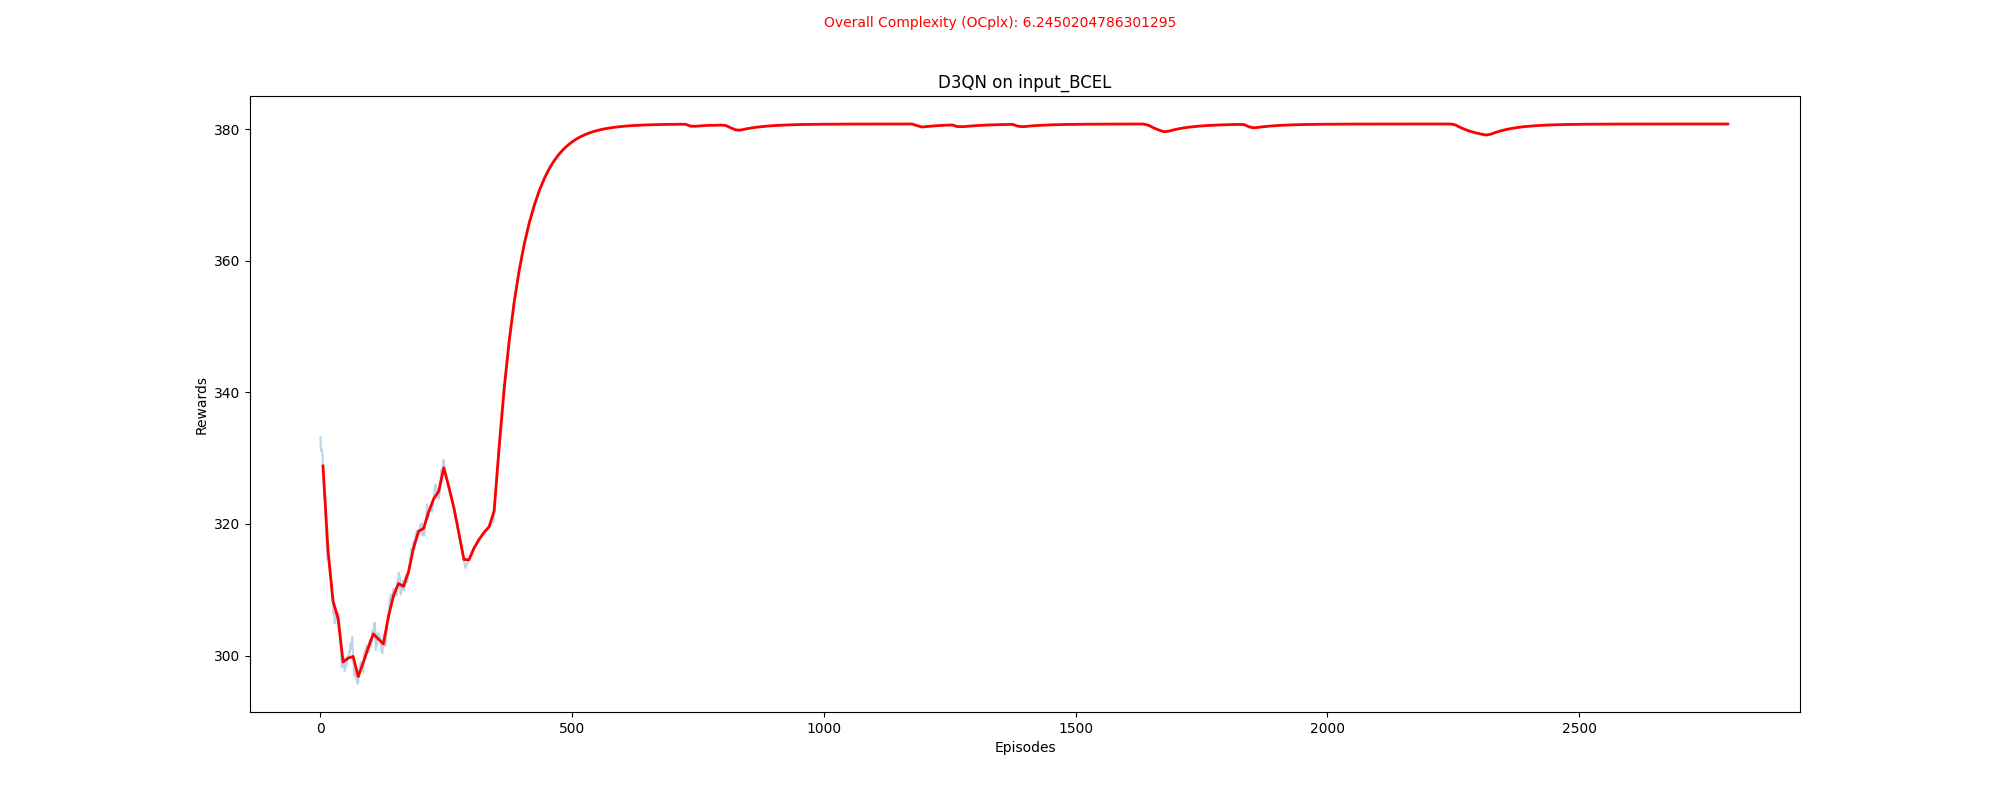 Overall Complexity (OCplx): 6.2450204786301295
D3QN on input_BCEL
380
360
340
320
300
Rewards
0 500 1000 1500 2000 2500
Episodes